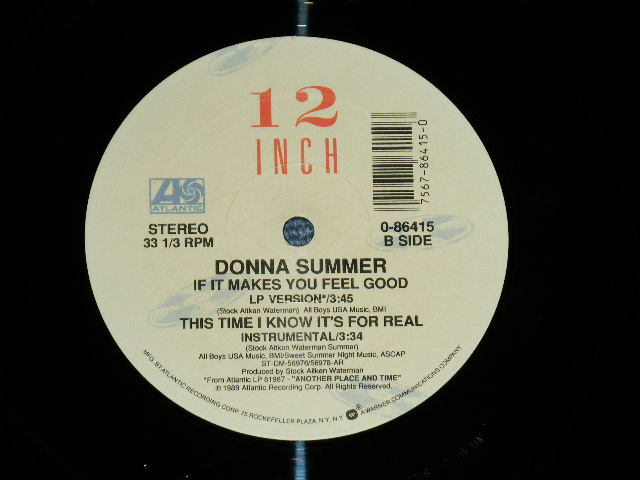 12
INCH
7567-86415-0
ATLANTIC
STEREO
33 1/3 RPM
0-86415
B SIDE
DONNA SUMMER
IF IT MAKES YOU FEEL GOOD
LP VERSION*/3:45
(Stock Aitken Waterman) All Boys USA Music, BMI
THIS TIME I KNOW IT'S FOR REAL
INSTRUMENTAL/3:34
(Stock Aitken Waterman Summer)
All Boys USA Music, BMI/Sweet Summer Night Music, ASCAP
ST-DM-56976/56978-AR
Produced by Stock Aitken Waterman
*From Atlantic LP 81987 - "ANOTHER PLACE AND TIME"
© 1989 Atlantic Recording Corp. All Rights Reserved.
MFG. BY ATLANTIC RECORDING CORP. 75 ROCKEFELLER PLAZA, N.Y. N.Y. ® A WARNER COMMUNICATIONS COMPANY